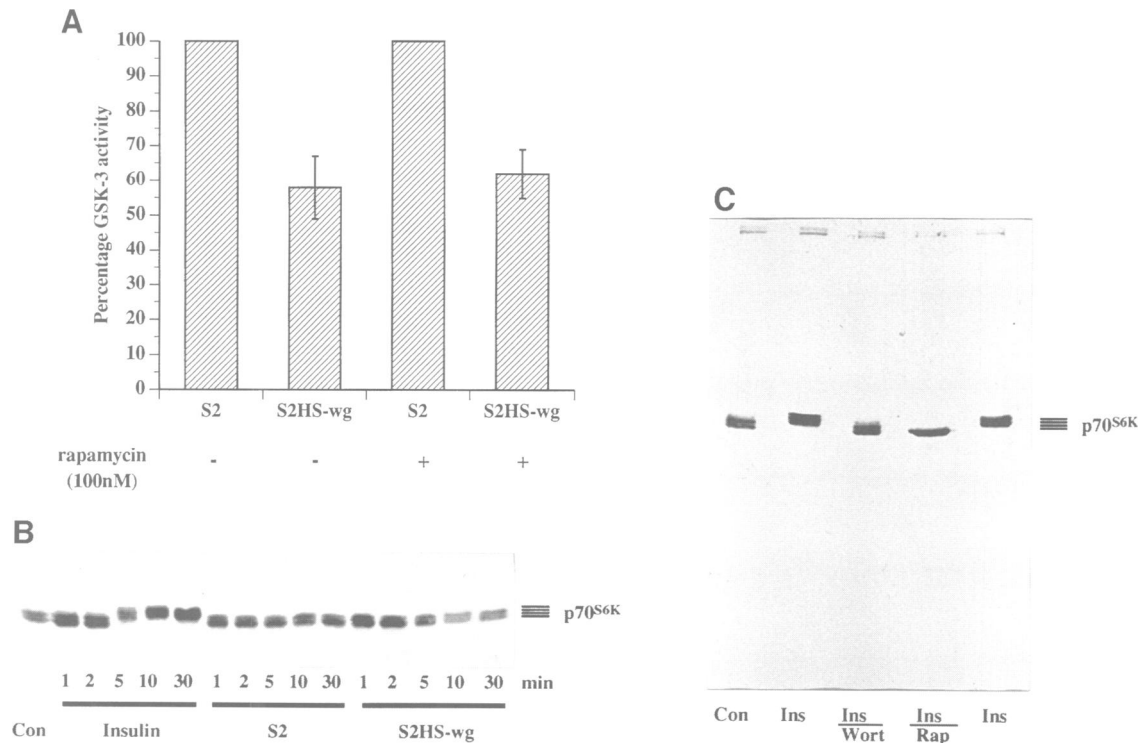 A
Percentage GSK-3 activity
100
90
80
70
60
50
40
30
20
10
0
S2 S2HS-wg S2 S2HS-wg
rapamycin - - + +
(100nM)
B
p70S6K
1 2 5 10 30 1 2 5 10 30 1 2 5 10 30 min
Con Insulin S2 S2HS-wg
C
p70S6K
Con Ins Ins Ins Ins
Wort Rap